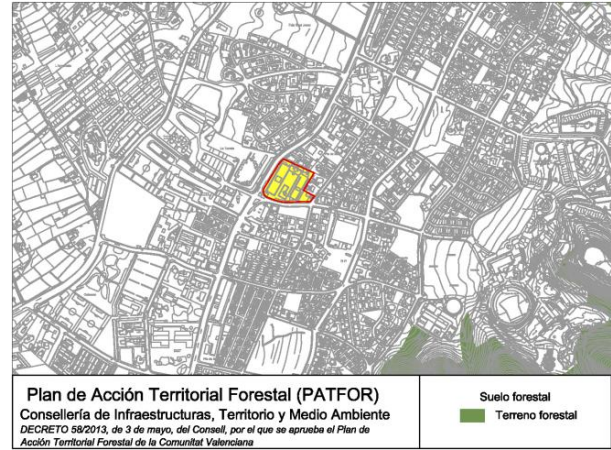 Plan de Acción Territorial Forestal (PATFOR)
Consellería de Infraestructuras, Territorio y Medio Ambiente
DECRETO 58/2013, de 3 de mayo, del Consell, por el que se aprueba el Plan de
Acción Territorial Forestal de la Comunitat Valenciana
Suelo forestal
Terreno forestal